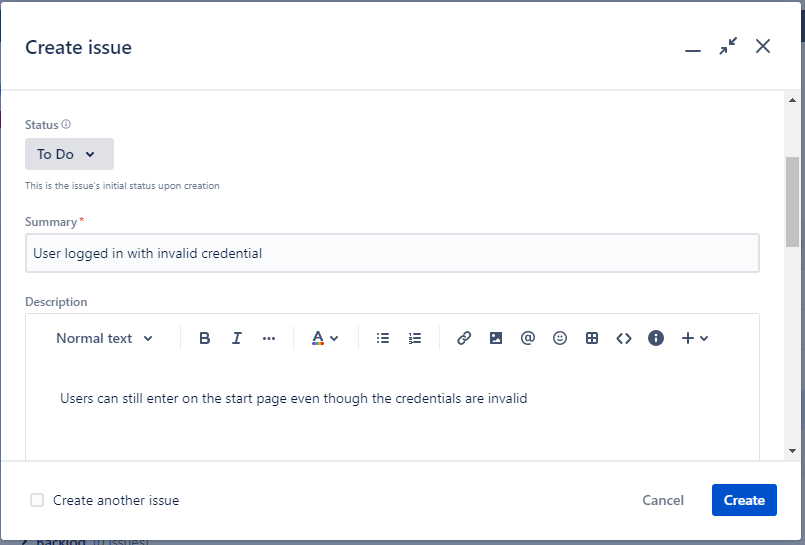 Create issue
Status
To Do
This is the issue's initial status upon creation
Summary*
User logged in with invalid credential
Description
Normal text B I ... A @ <> i +
Users can still enter on the start page even though the credentials are invalid
Create another issue Cancel Create
Backlog (0 issues)